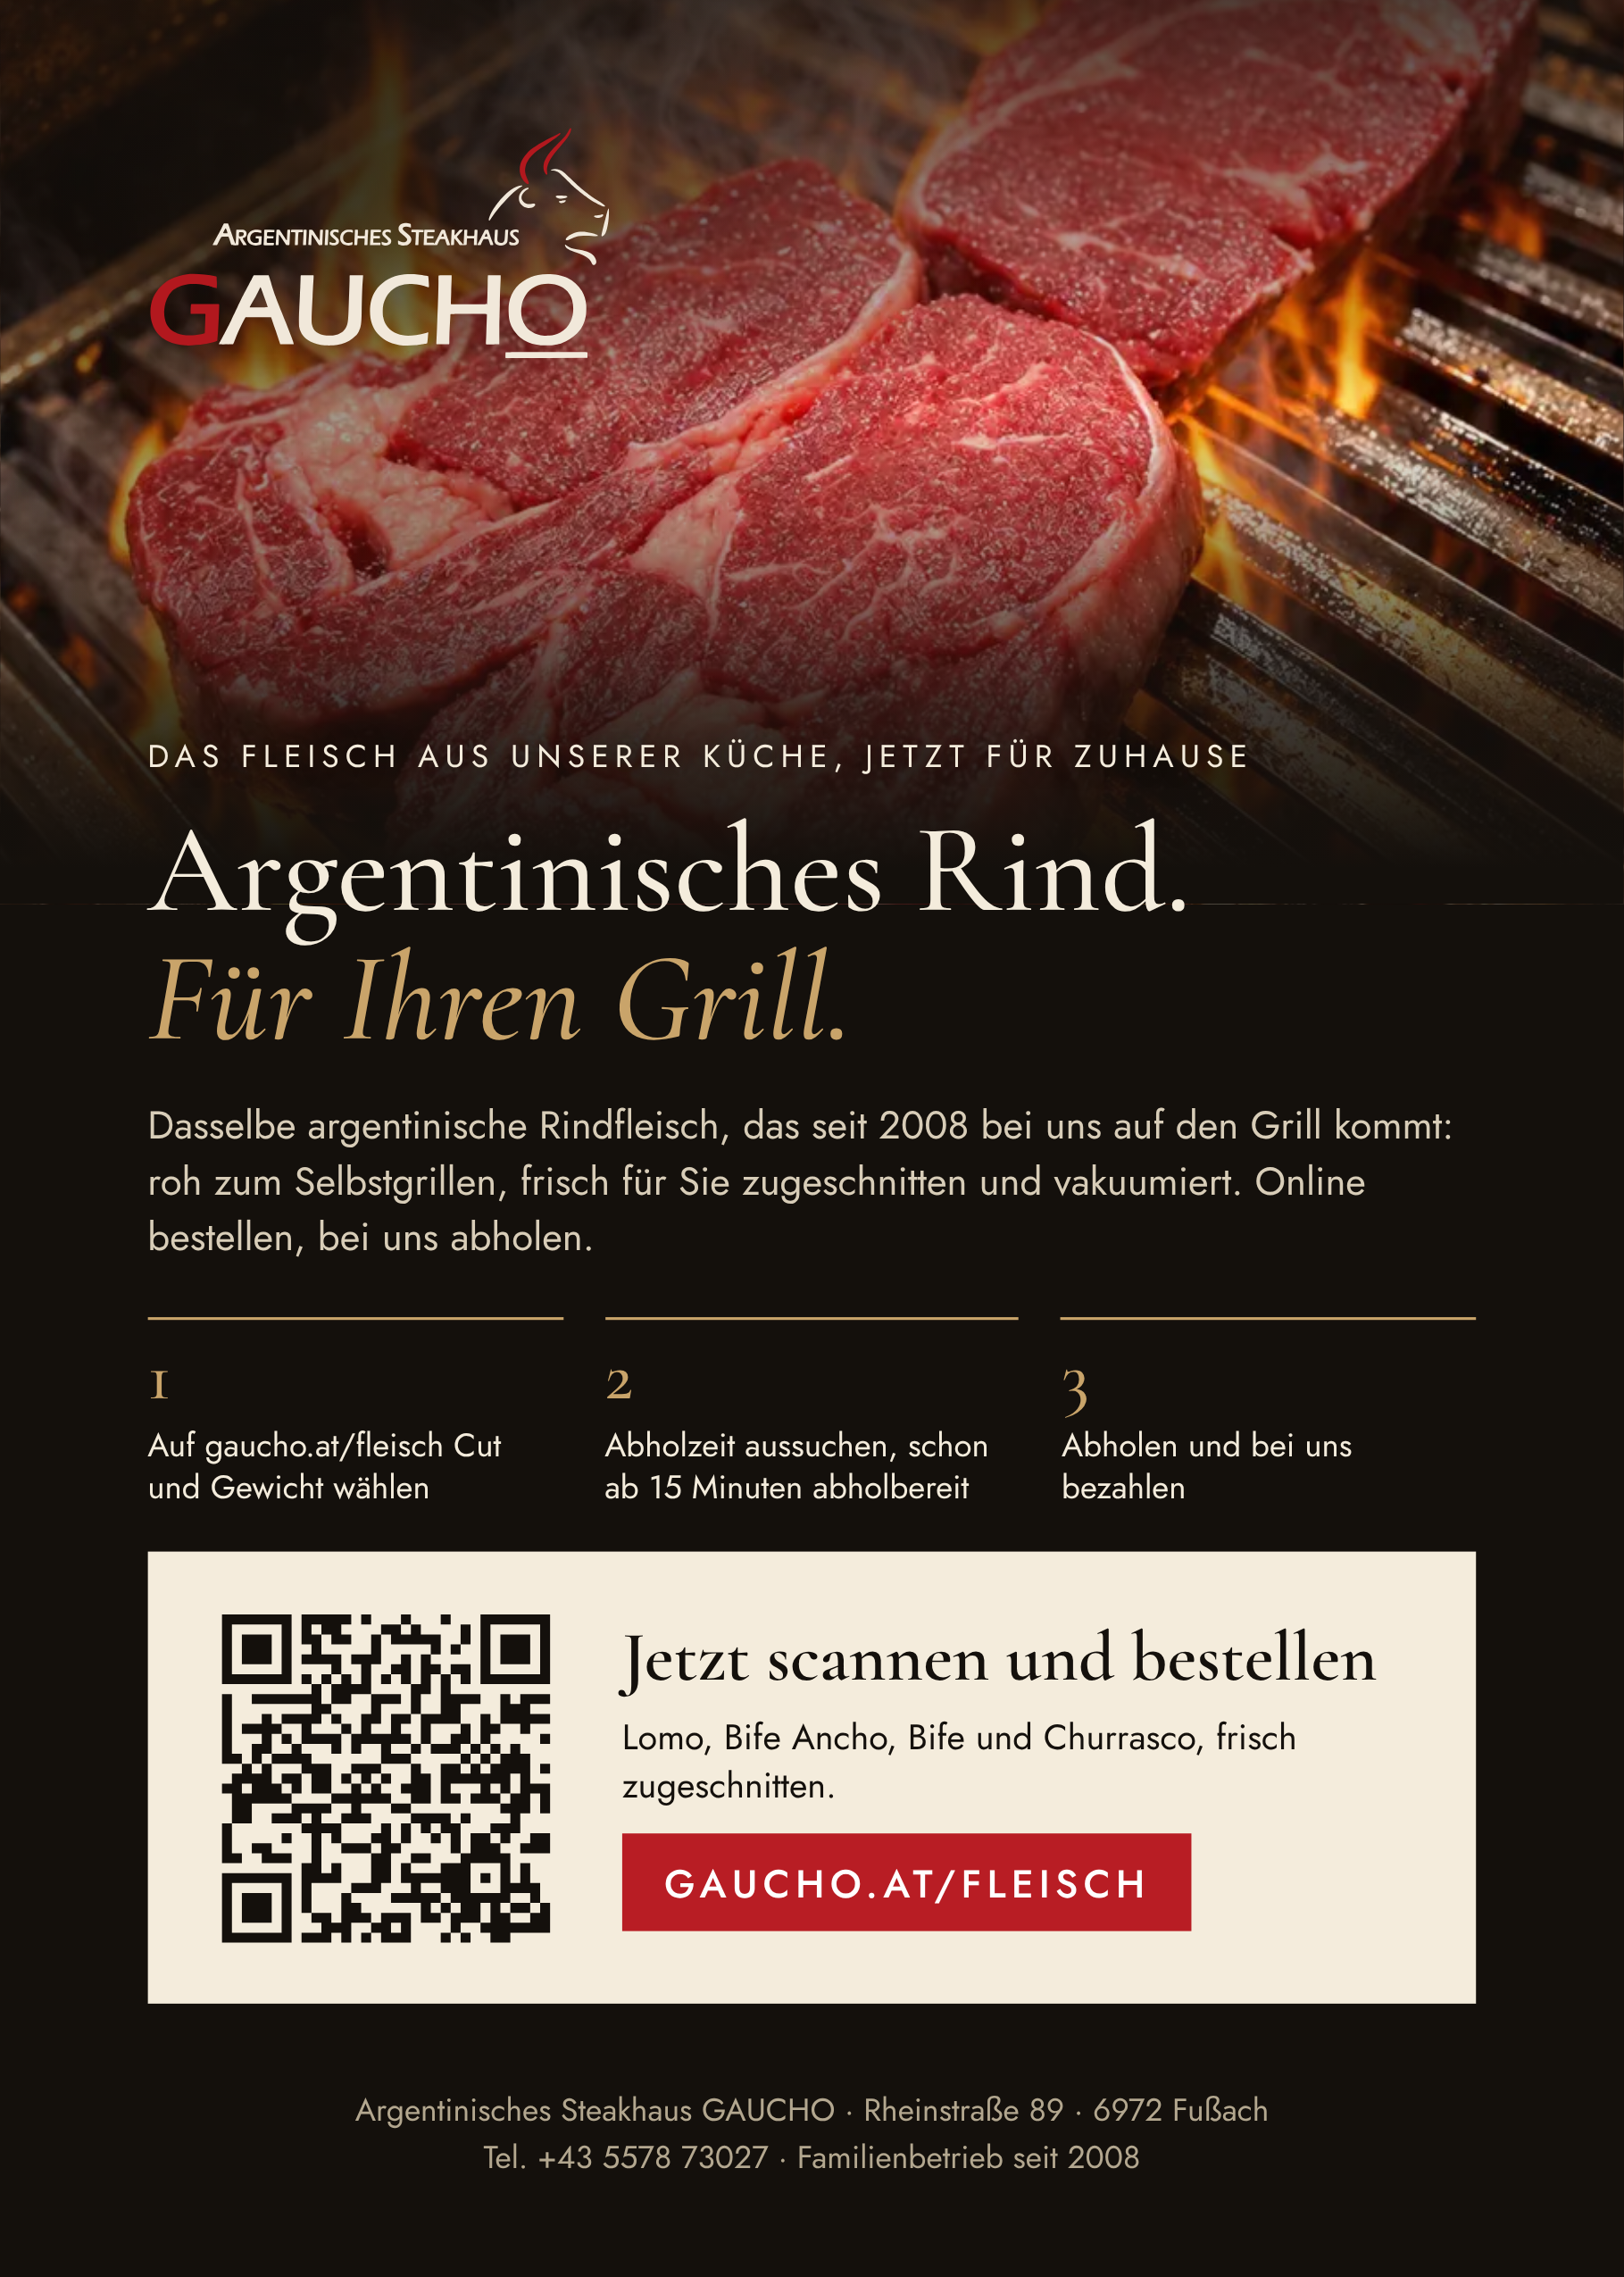 Argentinisches Steakhaus
GAUCHO
DAS FLEISCH AUS UNSERER KÜCHE, JETZT FÜR ZUHAUSE
Argentinisches Rind.
Für Ihren Grill.
Dasselbe argentinische Rindfleisch, das seit 2008 bei uns auf den Grill kommt:
roh zum Selbstgrillen, frisch für Sie zugeschnitten und vakuumiert. Online
bestellen, bei uns abholen.
1
Auf gaucho.at/fleisch Cut
und Gewicht wählen
2
Abholzeit aussuchen, schon
ab 15 Minuten abholbereit
3
Abholen und bei uns
bezahlen
Jetzt scannen und bestellen
Lomo, Bife Ancho, Bife und Churrasco, frisch
zugeschnitten.
GAUCHO.AT/FLEISCH
Argentinisches Steakhaus GAUCHO · Rheinstraße 89 · 6972 Fußach
Tel. +43 5578 73027 · Familienbetrieb seit 2008